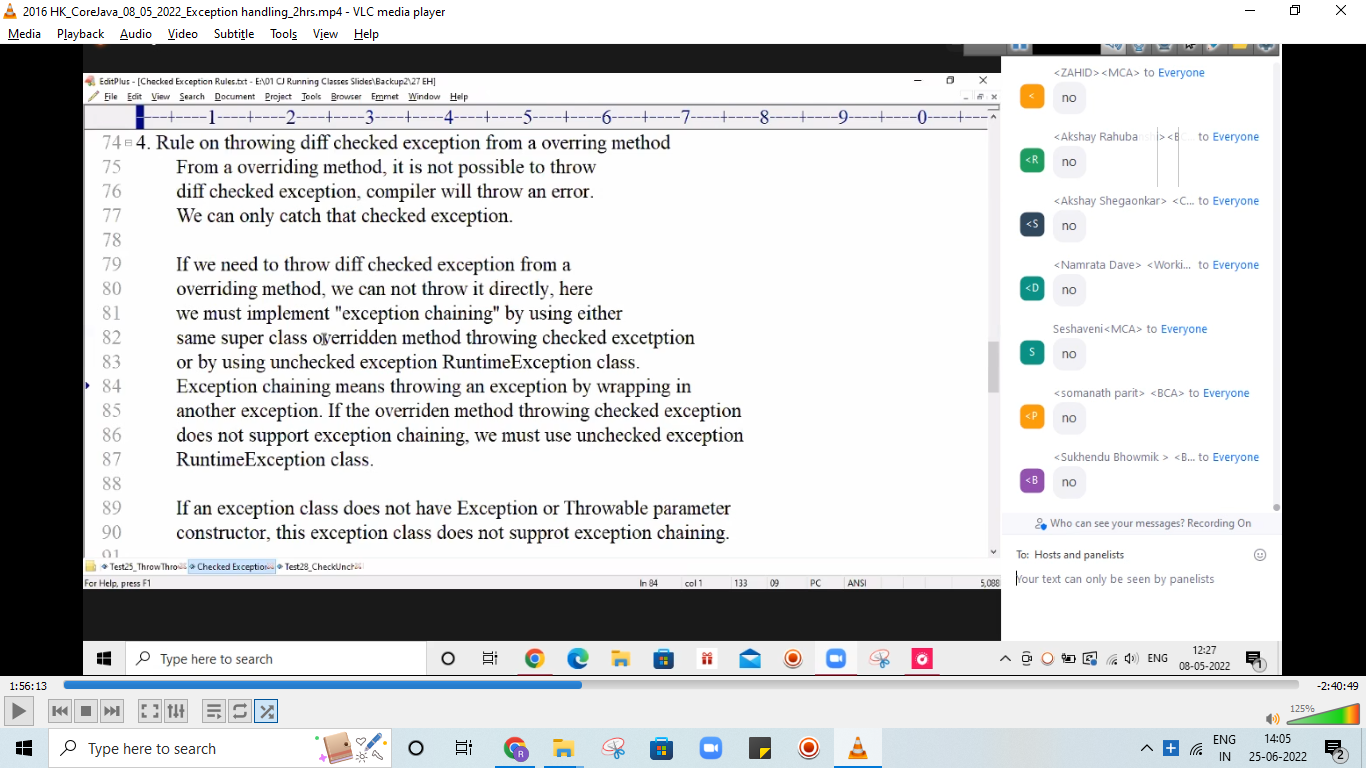 2016 HK_CoreJava_08_05_2022_Exception handling_2hrs.mp4 - VLC media player
Media Playback Audio Video Subtitle Tools View Help
EditPlus - [Checked Exception Rules.txt - E:\01 CJ Running Classes Slides\Backup2\27 EH]
File Edit View Search Document Project Tools Browser Emmet Window Help
----+----1----+----2----+----3----+----4----+----5----+----6----+----7----+----8----+----9----+----0----+---
74 4. Rule on throwing diff checked exception from a overring method
75 From a overriding method, it is not possible to throw
76 diff checked exception, compiler will throw an error.
77 We can only catch that checked exception.
78
79 If we need to throw diff checked exception from a
80 overriding method, we can not throw it directly, here
81 we must implement "exception chaining" by using either
82 same super class overridden method throwing checked excetption
83 or by using unchecked exception RuntimeException class.
84 Exception chaining means throwing an exception by wrapping in
85 another exception. If the overriden method throwing checked exception
86 does not support exception chaining, we must use unchecked exception
87 RuntimeException class.
88
89 If an exception class does not have Exception or Throwable parameter
90 constructor, this exception class does not supprot exception chaining.
91
Test25_ThrowThro Checked Exception Test28_CheckUnch
For Help, press F1 ln 84 col 1 133 09 PC ANSI 5,088
<ZAHID><MCA> to Everyone
< no
<Akshay Rahuba > <B to Everyone
<R no
<Akshay Shegaonkar> <C... to Everyone
<S no
<Namrata Dave> <Worki... to Everyone
<D no
Seshaveni<MCA> to Everyone
S no
<somanath parit> <BCA> to Everyone
<P no
<Sukhendu Bhowmik > <B... to Everyone
<B no
Who can see your messages? Recording On
To: Hosts and panelists
Your text can only be seen by panelists
Type here to search
ENG
12:27
08-05-2022
1
1:56:13
-2:40:49
125%
Type here to search
ENG
IN
14:05
25-06-2022
2